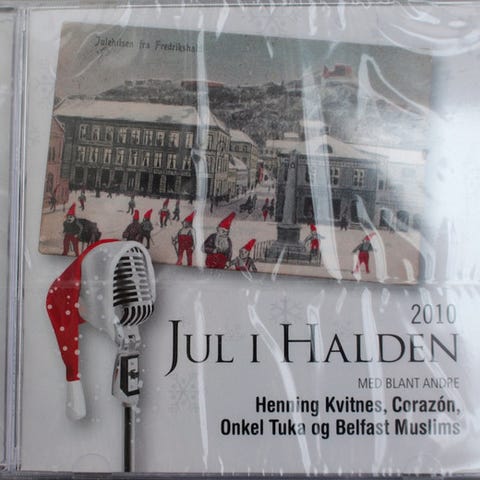 Julehilsen fra Fredrikshald
2010
JUL I HALDEN
MED BLANT ANDRE
Henning Kvitnes, Corazón,
Onkel Tuka og Belfast Muslims